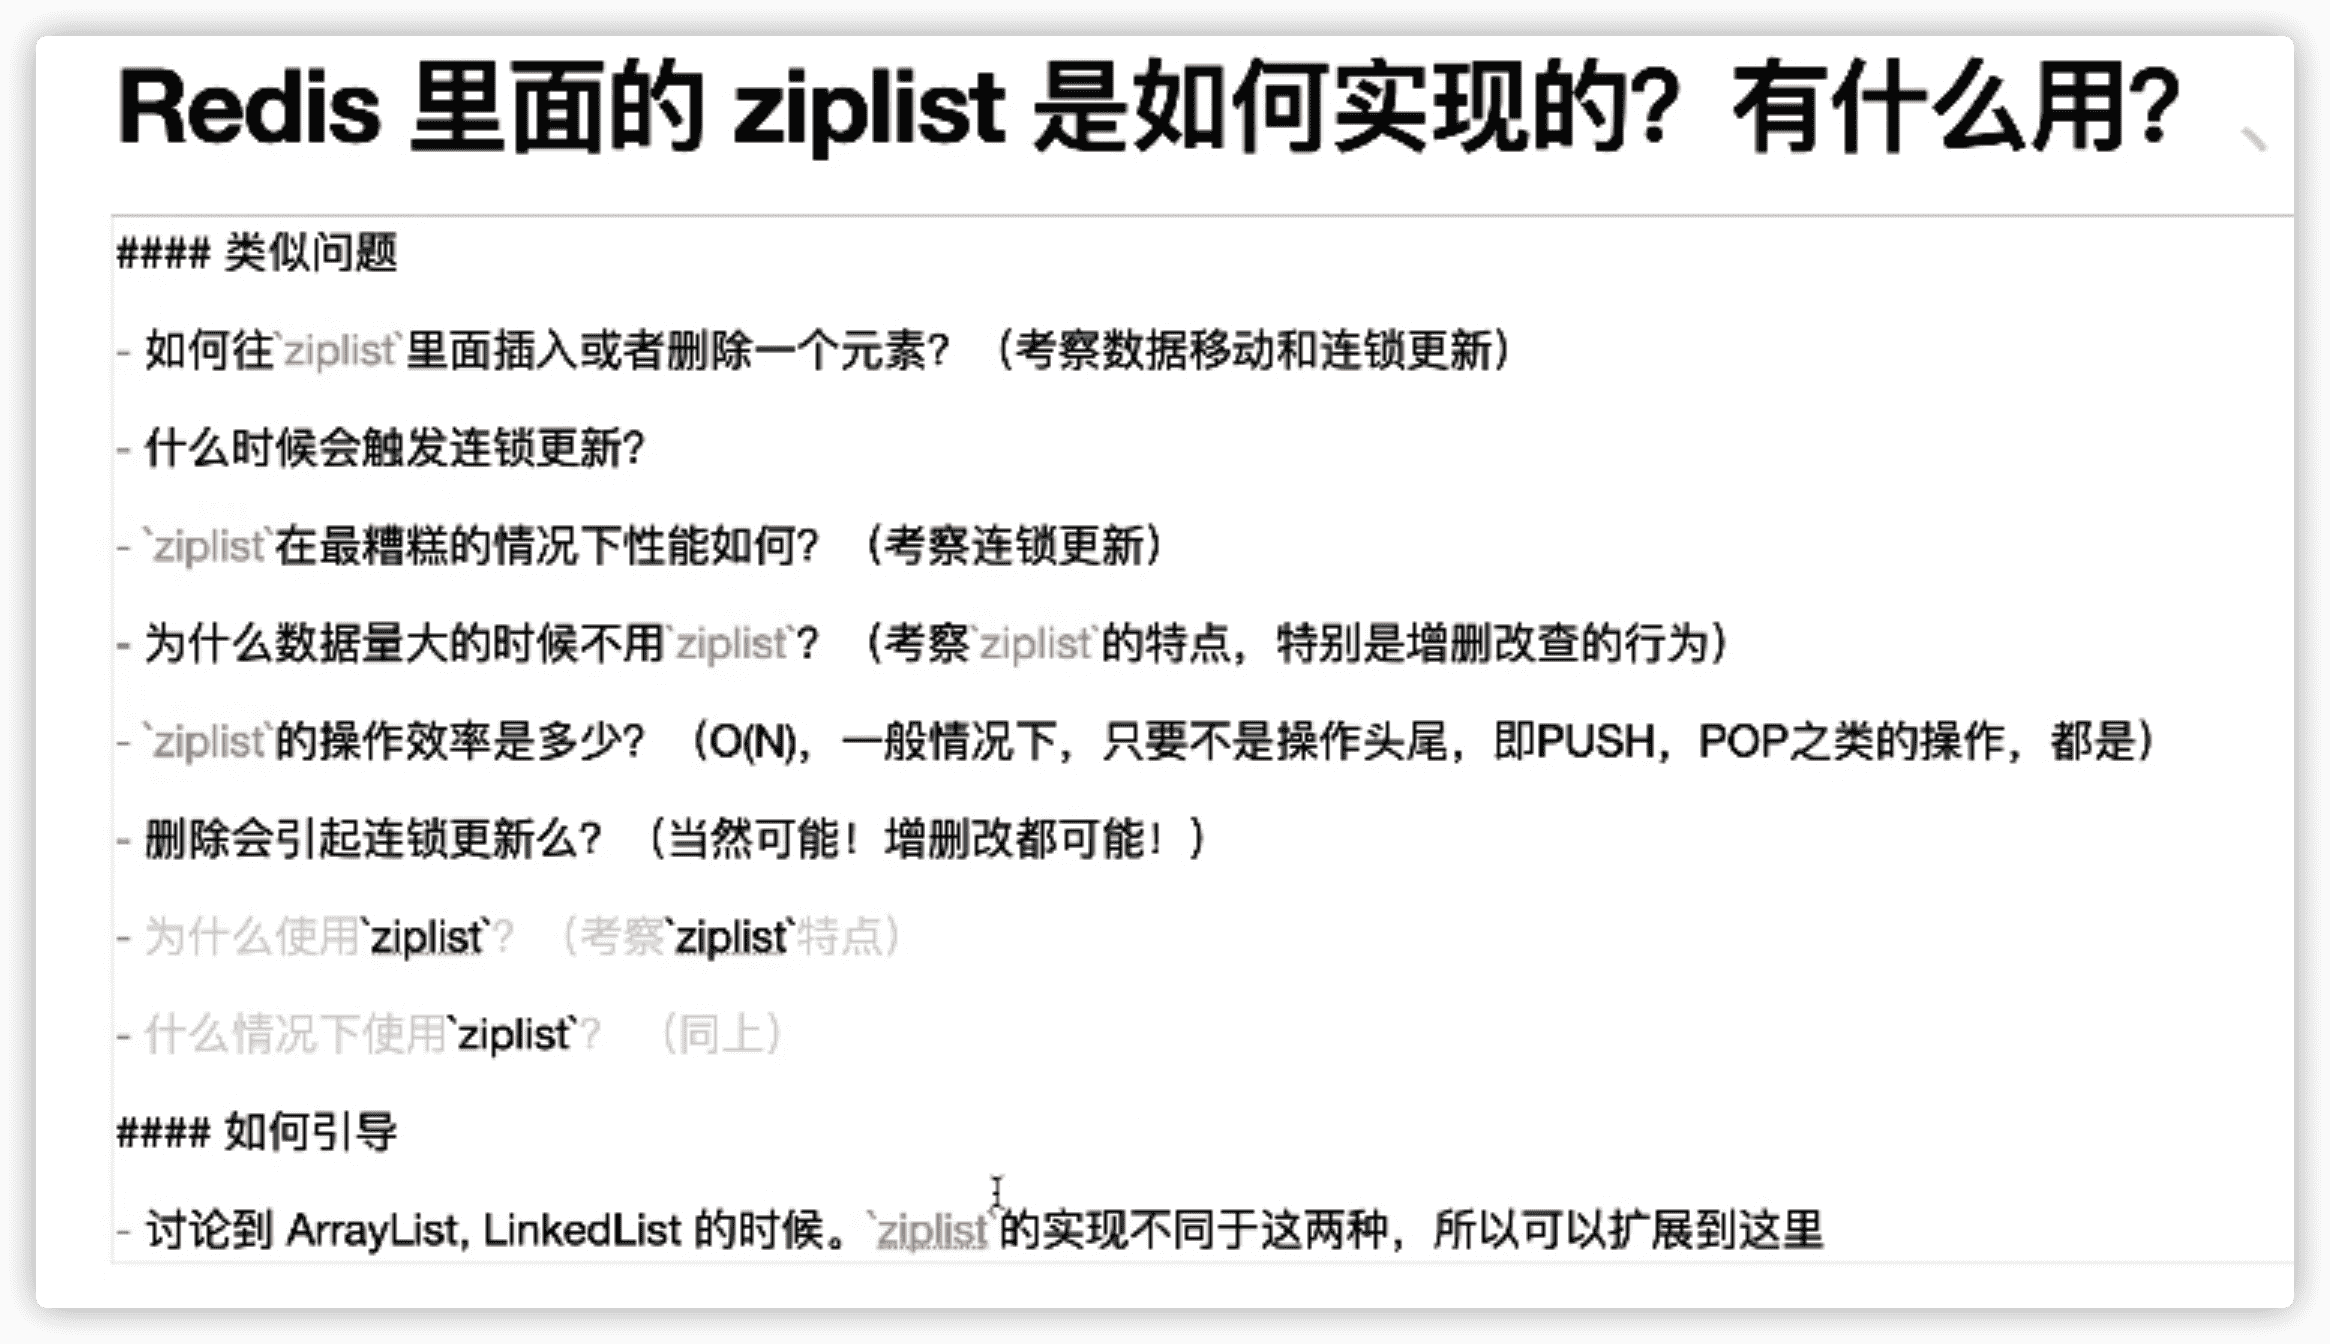 Redis 里面的 ziplist 是如何实现的？有什么用？
#### 类似问题
- 如何往`ziplist`里面插入或者删除一个元素？（考察数据移动和连锁更新）
- 什么时候会触发连锁更新？
- `ziplist`在最糟糕的情况下性能如何？（考察连锁更新）
- 为什么数据量大的时候不用`ziplist`？（考察`ziplist`的特点，特别是增删改查的行为）
- `ziplist`的操作效率是多少？（O(N)，一般情况下，只要不是操作头尾，即PUSH，POP之类的操作，都是）
- 删除会引起连锁更新么？（当然可能！增删改都可能！）
- 为什么使用`ziplist`？（考察`ziplist`特点）
- 什么情况下使用`ziplist`？（同上）
#### 如何引导
- 讨论到 ArrayList, LinkedList 的时候。`ziplist`的实现不同于这两种，所以可以扩展到这里